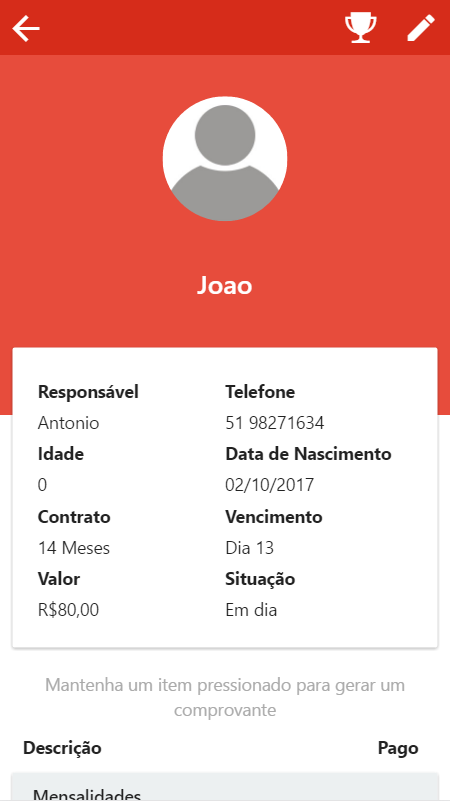 Joao
Responsável Telefone
Antonio 51 98271634
Idade Data de Nascimento
0 02/10/2017
Contrato Vencimento
14 Meses Dia 13
Valor Situação
R$80,00 Em dia
Mantenha um item pressionado para gerar um
comprovante
Descrição Pago
Mensalidades